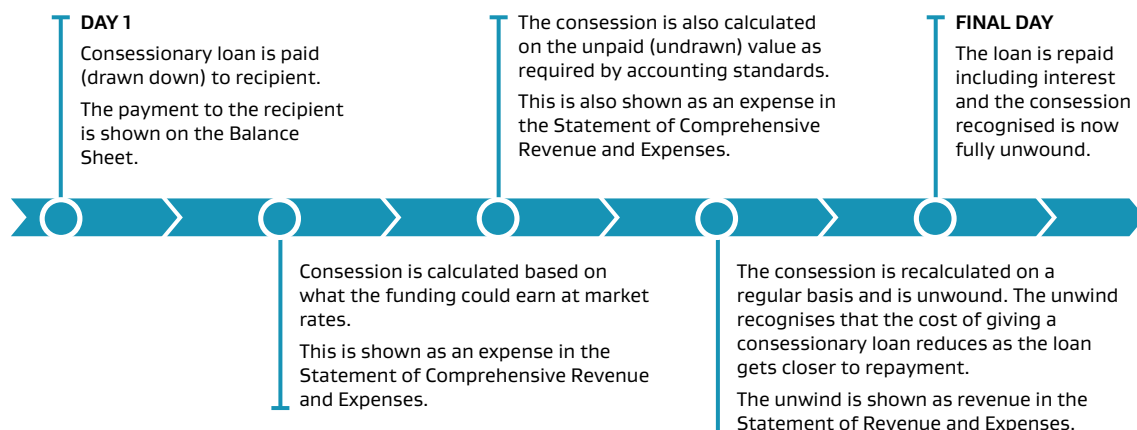 DAY 1
Consessionary loan is paid
(drawn down) to recipient.
The payment to the recipient
is shown on the Balance
Sheet.
Consession is calculated based on
what the funding could earn at market
rates.
This is shown as an expense in the
Statement of Comprehensive Revenue
and Expenses.
The consession is also calculated
on the unpaid (undrawn) value as
required by accounting standards.
This is also shown as an expense in
the Statement of Comprehensive
Revenue and Expenses.
The consession is recalculated on a
regular basis and is unwound. The unwind
recognises that the cost of giving a
consessionary loan reduces as the loan
gets closer to repayment.
The unwind is shown as revenue in the
Statement of Revenue and Expenses.
FINAL DAY
The loan is repaid
including interest
and the consession
recognised is now
fully unwound.